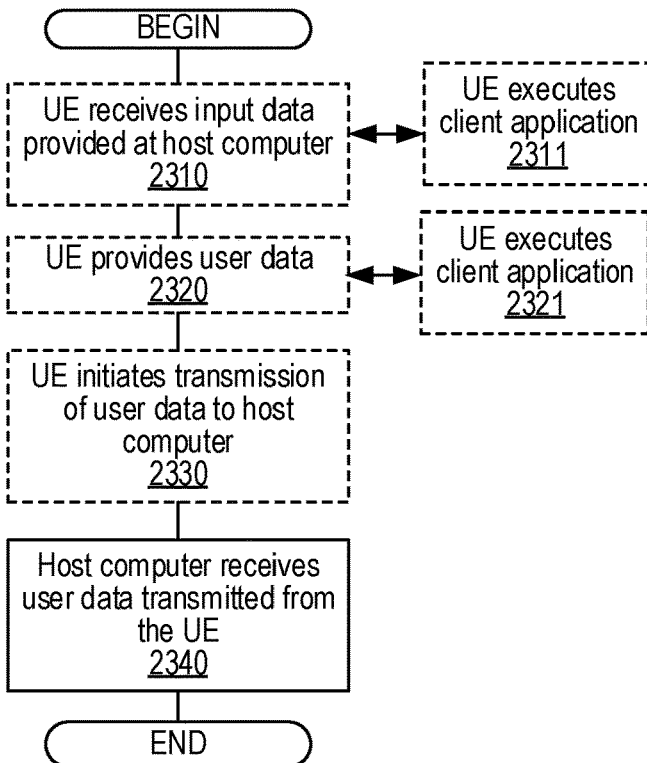 BEGIN
UE receives input data
provided at host computer
2310
UE executes
client application
2311
UE provides user data
2320
UE executes
client application
2321
UE initiates transmission
of user data to host
computer
2330
Host computer receives
user data transmitted from
the UE
2340
END